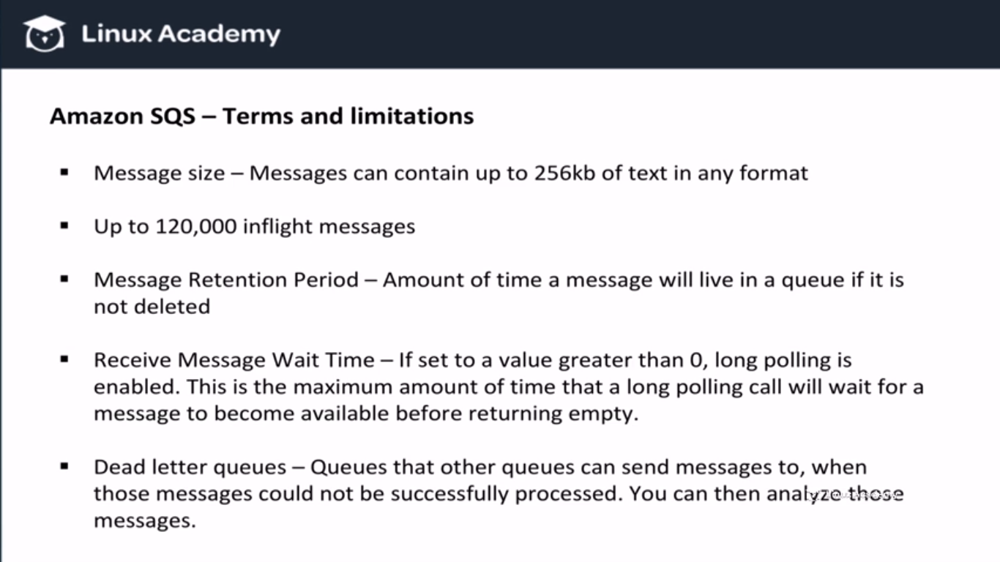 Linux Academy
Amazon SQS – Terms and limitations
▪ Message size – Messages can contain up to 256kb of text in any format
▪ Up to 120,000 inflight messages
▪ Message Retention Period – Amount of time a message will live in a queue if it is
not deleted
▪ Receive Message Wait Time – If set to a value greater than 0, long polling is
enabled. This is the maximum amount of time that a long polling call will wait for a
message to become available before returning empty.
▪ Dead letter queues – Queues that other queues can send messages to, when
those messages could not be successfully processed. You can then analyze those
messages.
Linux Academy